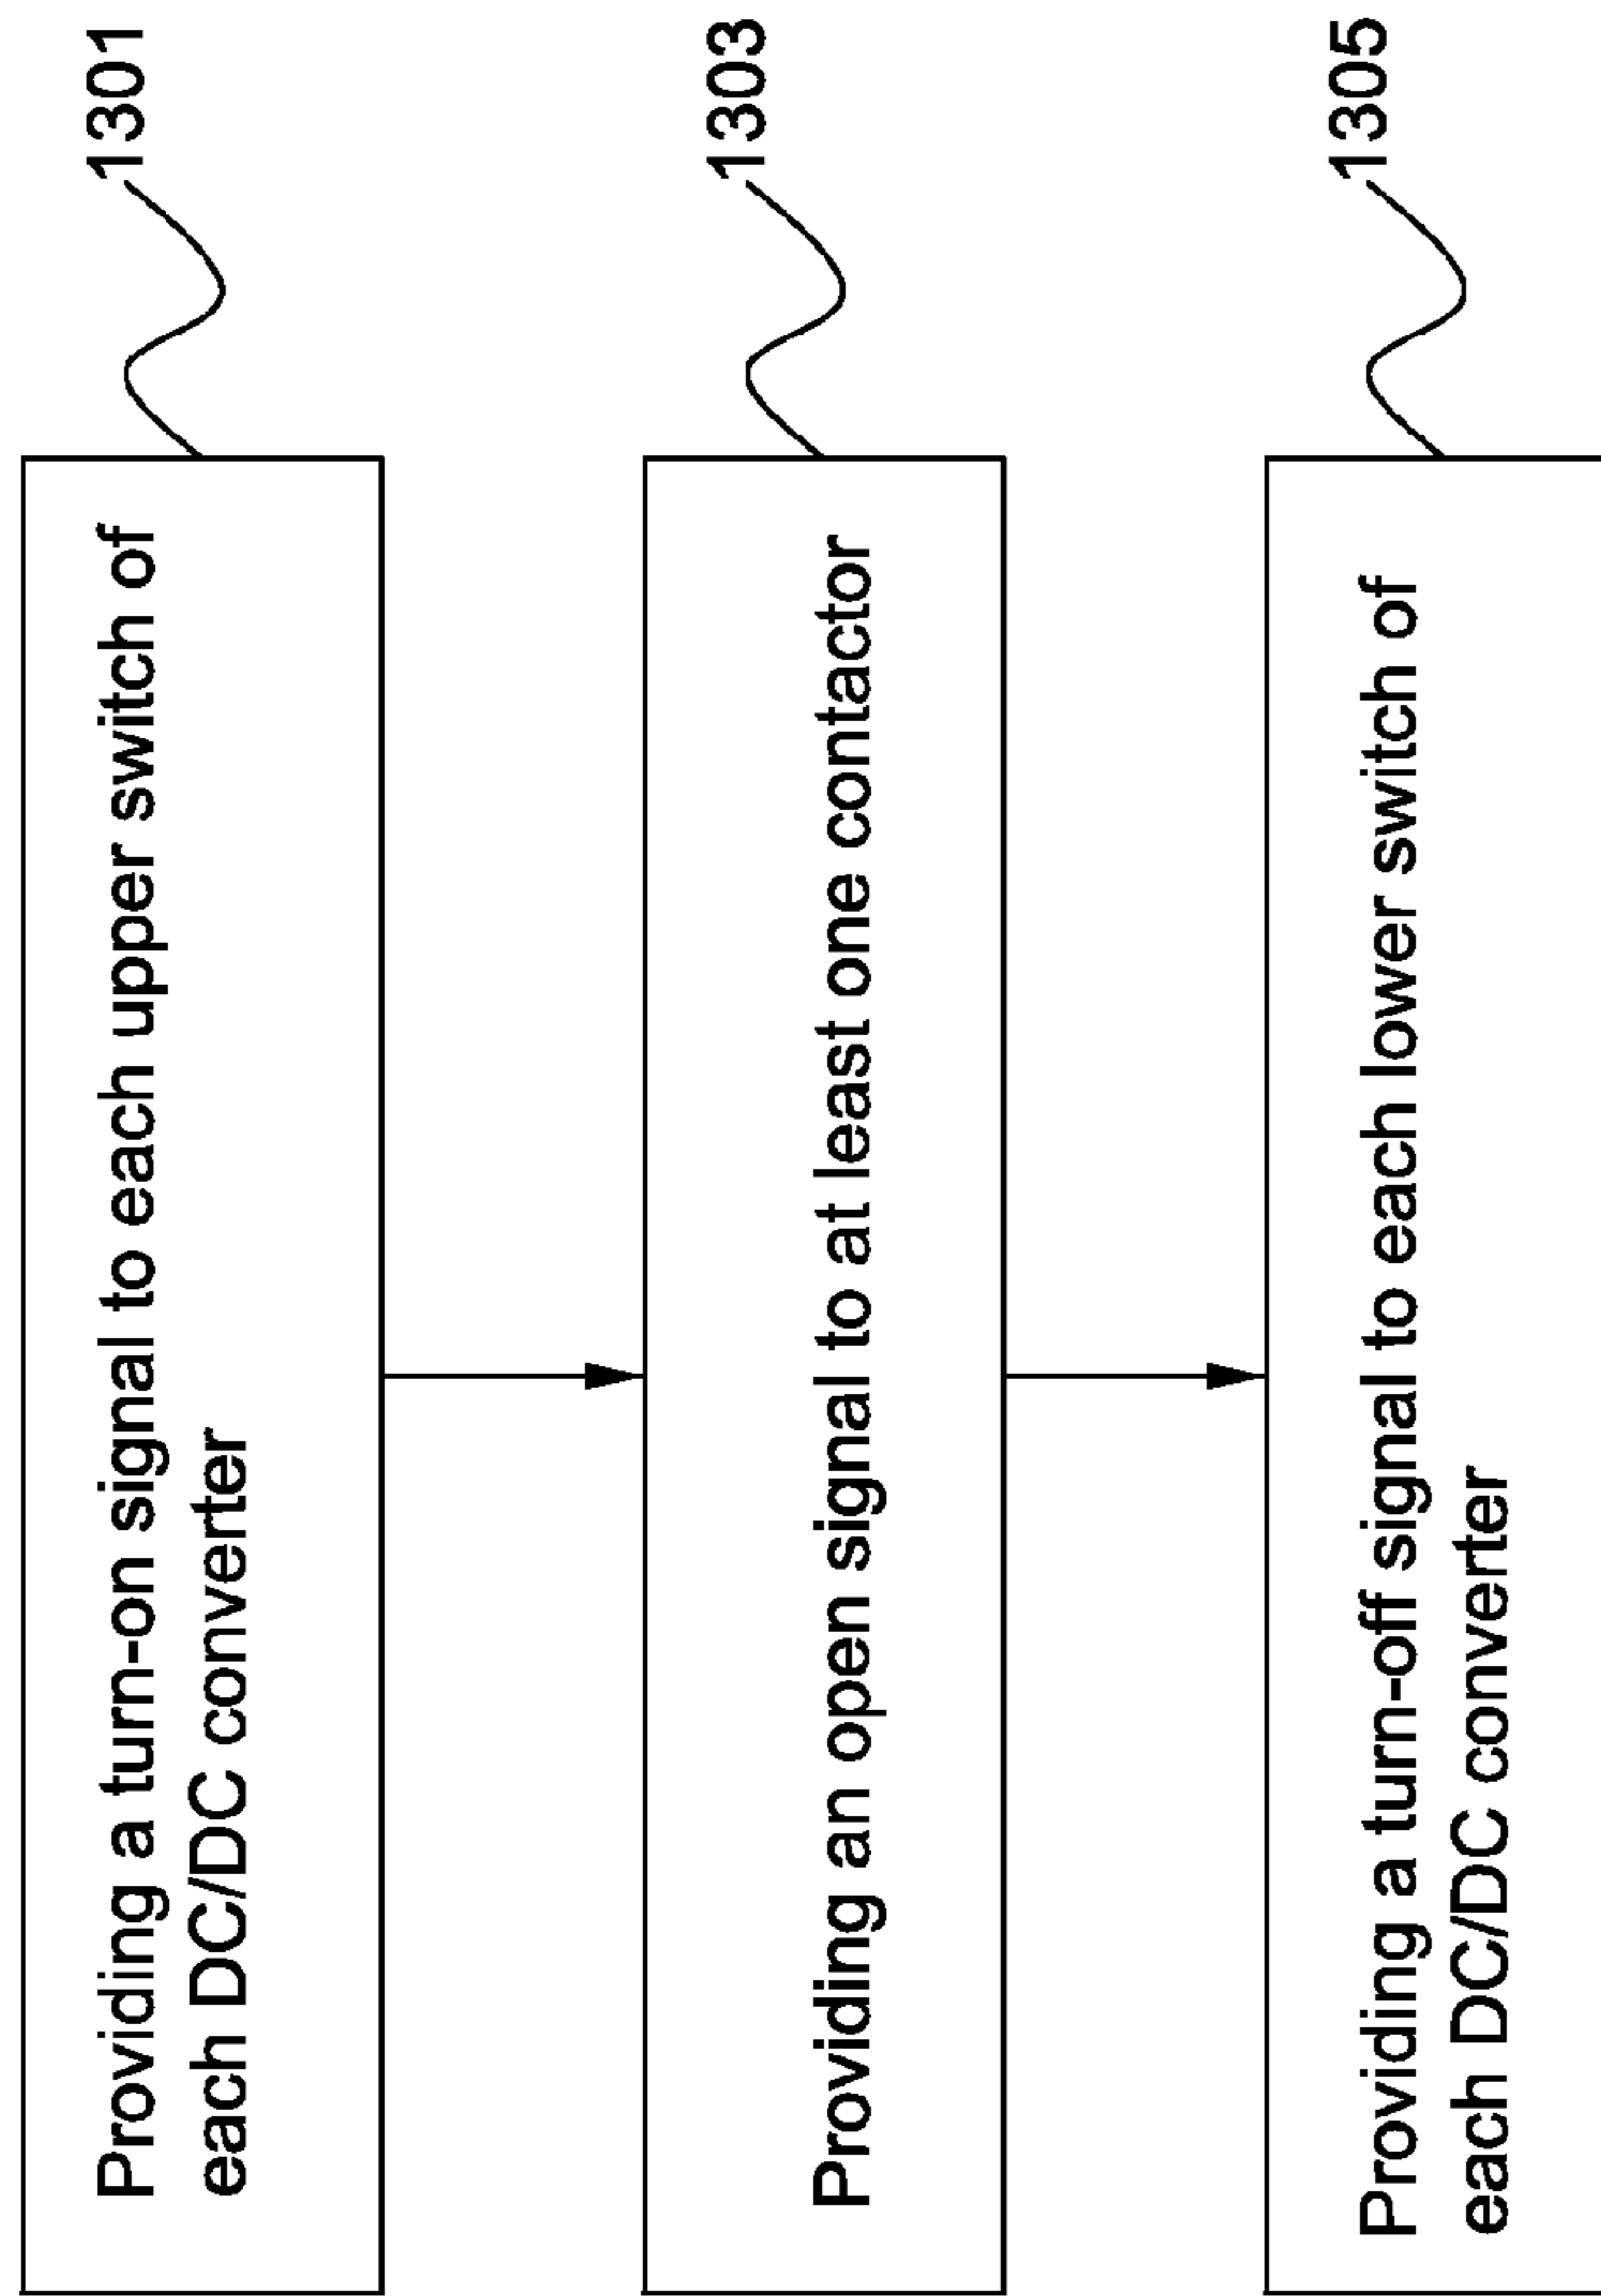 Providing a turn-on signal to each upper switch of
each DC/DC converter
1301
Providing an open signal to at least one contactor
1303
Providing a turn-off signal to each lower switch of
each DC/DC converter
1305